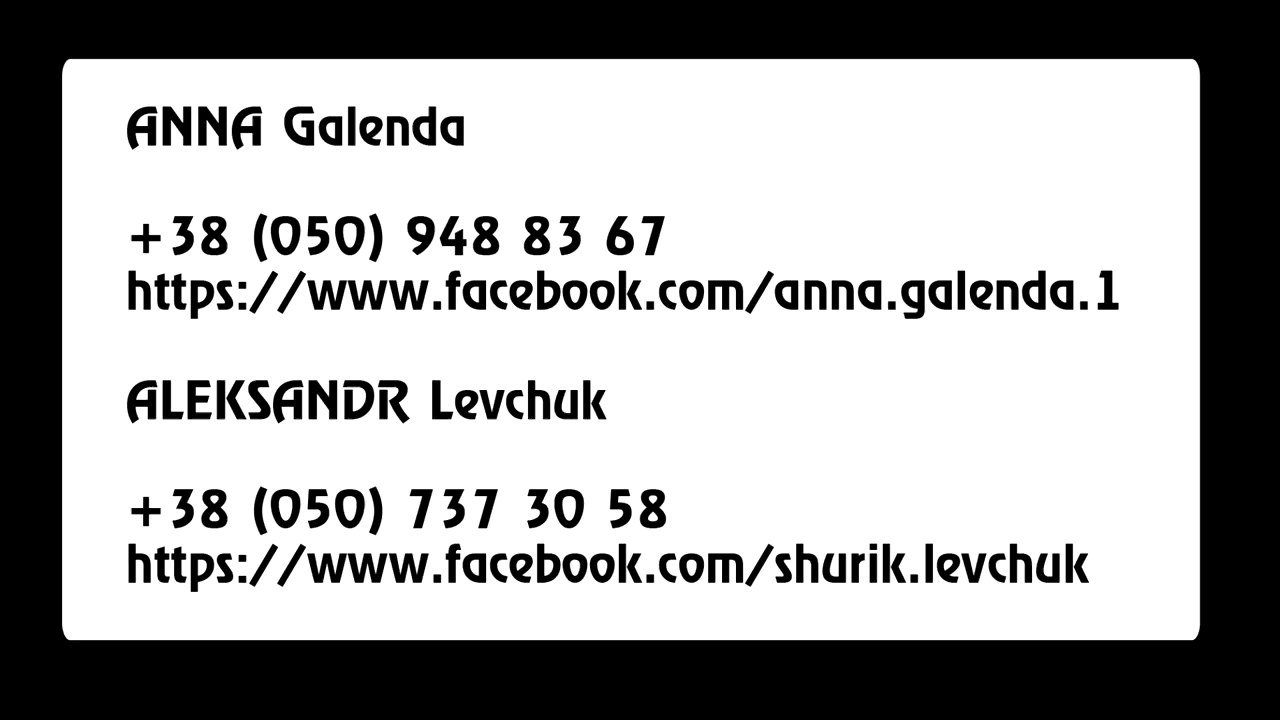 ANNA Galenda
+38 (050) 948 83 67
https://www.facebook.com/anna.galenda.1
ALEKSANDR Levchuk
+38 (050) 737 30 58
https://www.facebook.com/shurik.levchuk